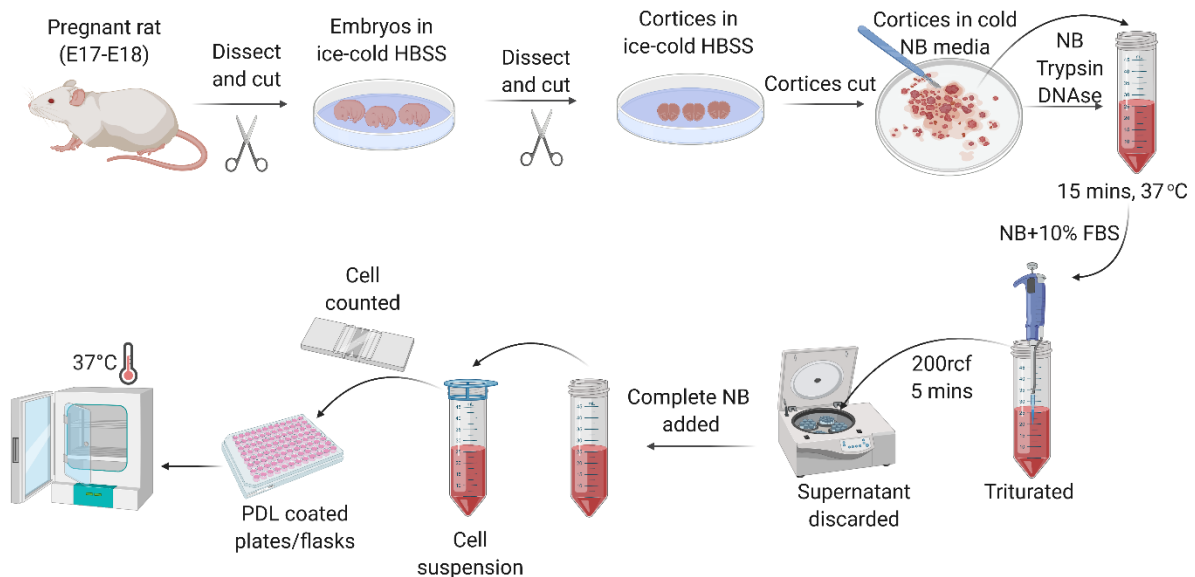 Pregnant rat
(E17-E18)
Dissect
and cut
Embryos in
ice-cold HBSS
Dissect
and cut
Cortices in
ice-cold HBSS
Cortices cut
Cortices in cold
NB media
NB
Trypsin
DNAse
15 mins, 37 °C
NB+10% FBS
Triturated
200rcf
5 mins
Supernatant
discarded
Complete NB
added
Cell
suspension
Cell
counted
PDL coated
plates/flasks
37°C